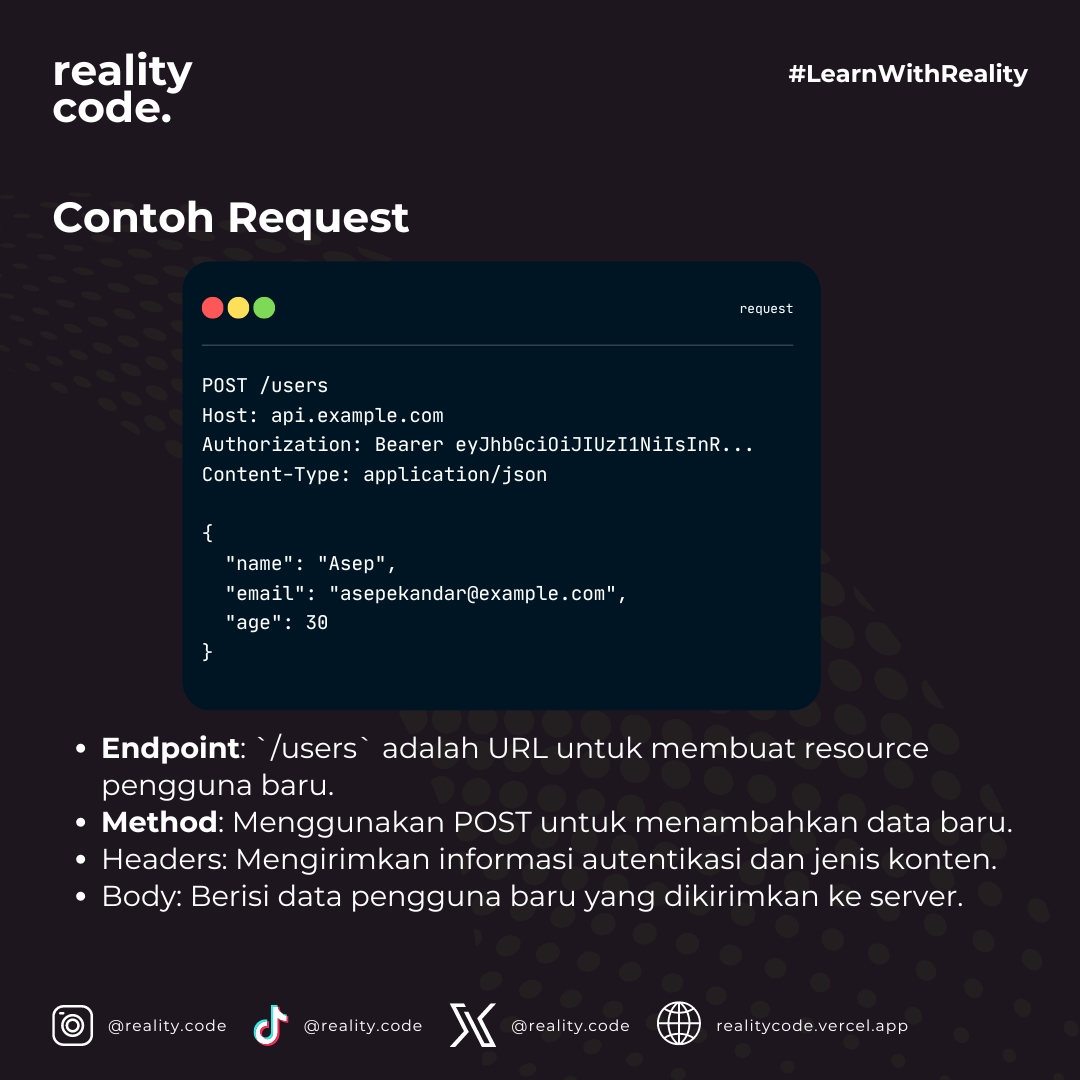 reality
code.
#LearnWithReality
Contoh Request
request
POST /users
Host: api.example.com
Authorization: Bearer eyJhbGciOiJIUzI1NiIsInR...
Content-Type: application/json
{
"name": "Asep",
"email": "asepekandar@example.com",
"age": 30
}
• Endpoint: `/users` adalah URL untuk membuat resource
pengguna baru.
• Method: Menggunakan POST untuk menambahkan data baru.
• Headers: Mengirimkan informasi autentikasi dan jenis konten.
• Body: Berisi data pengguna baru yang dikirimkan ke server.
@reality.code
@reality.code
@reality.code
realitycode.vercel.app